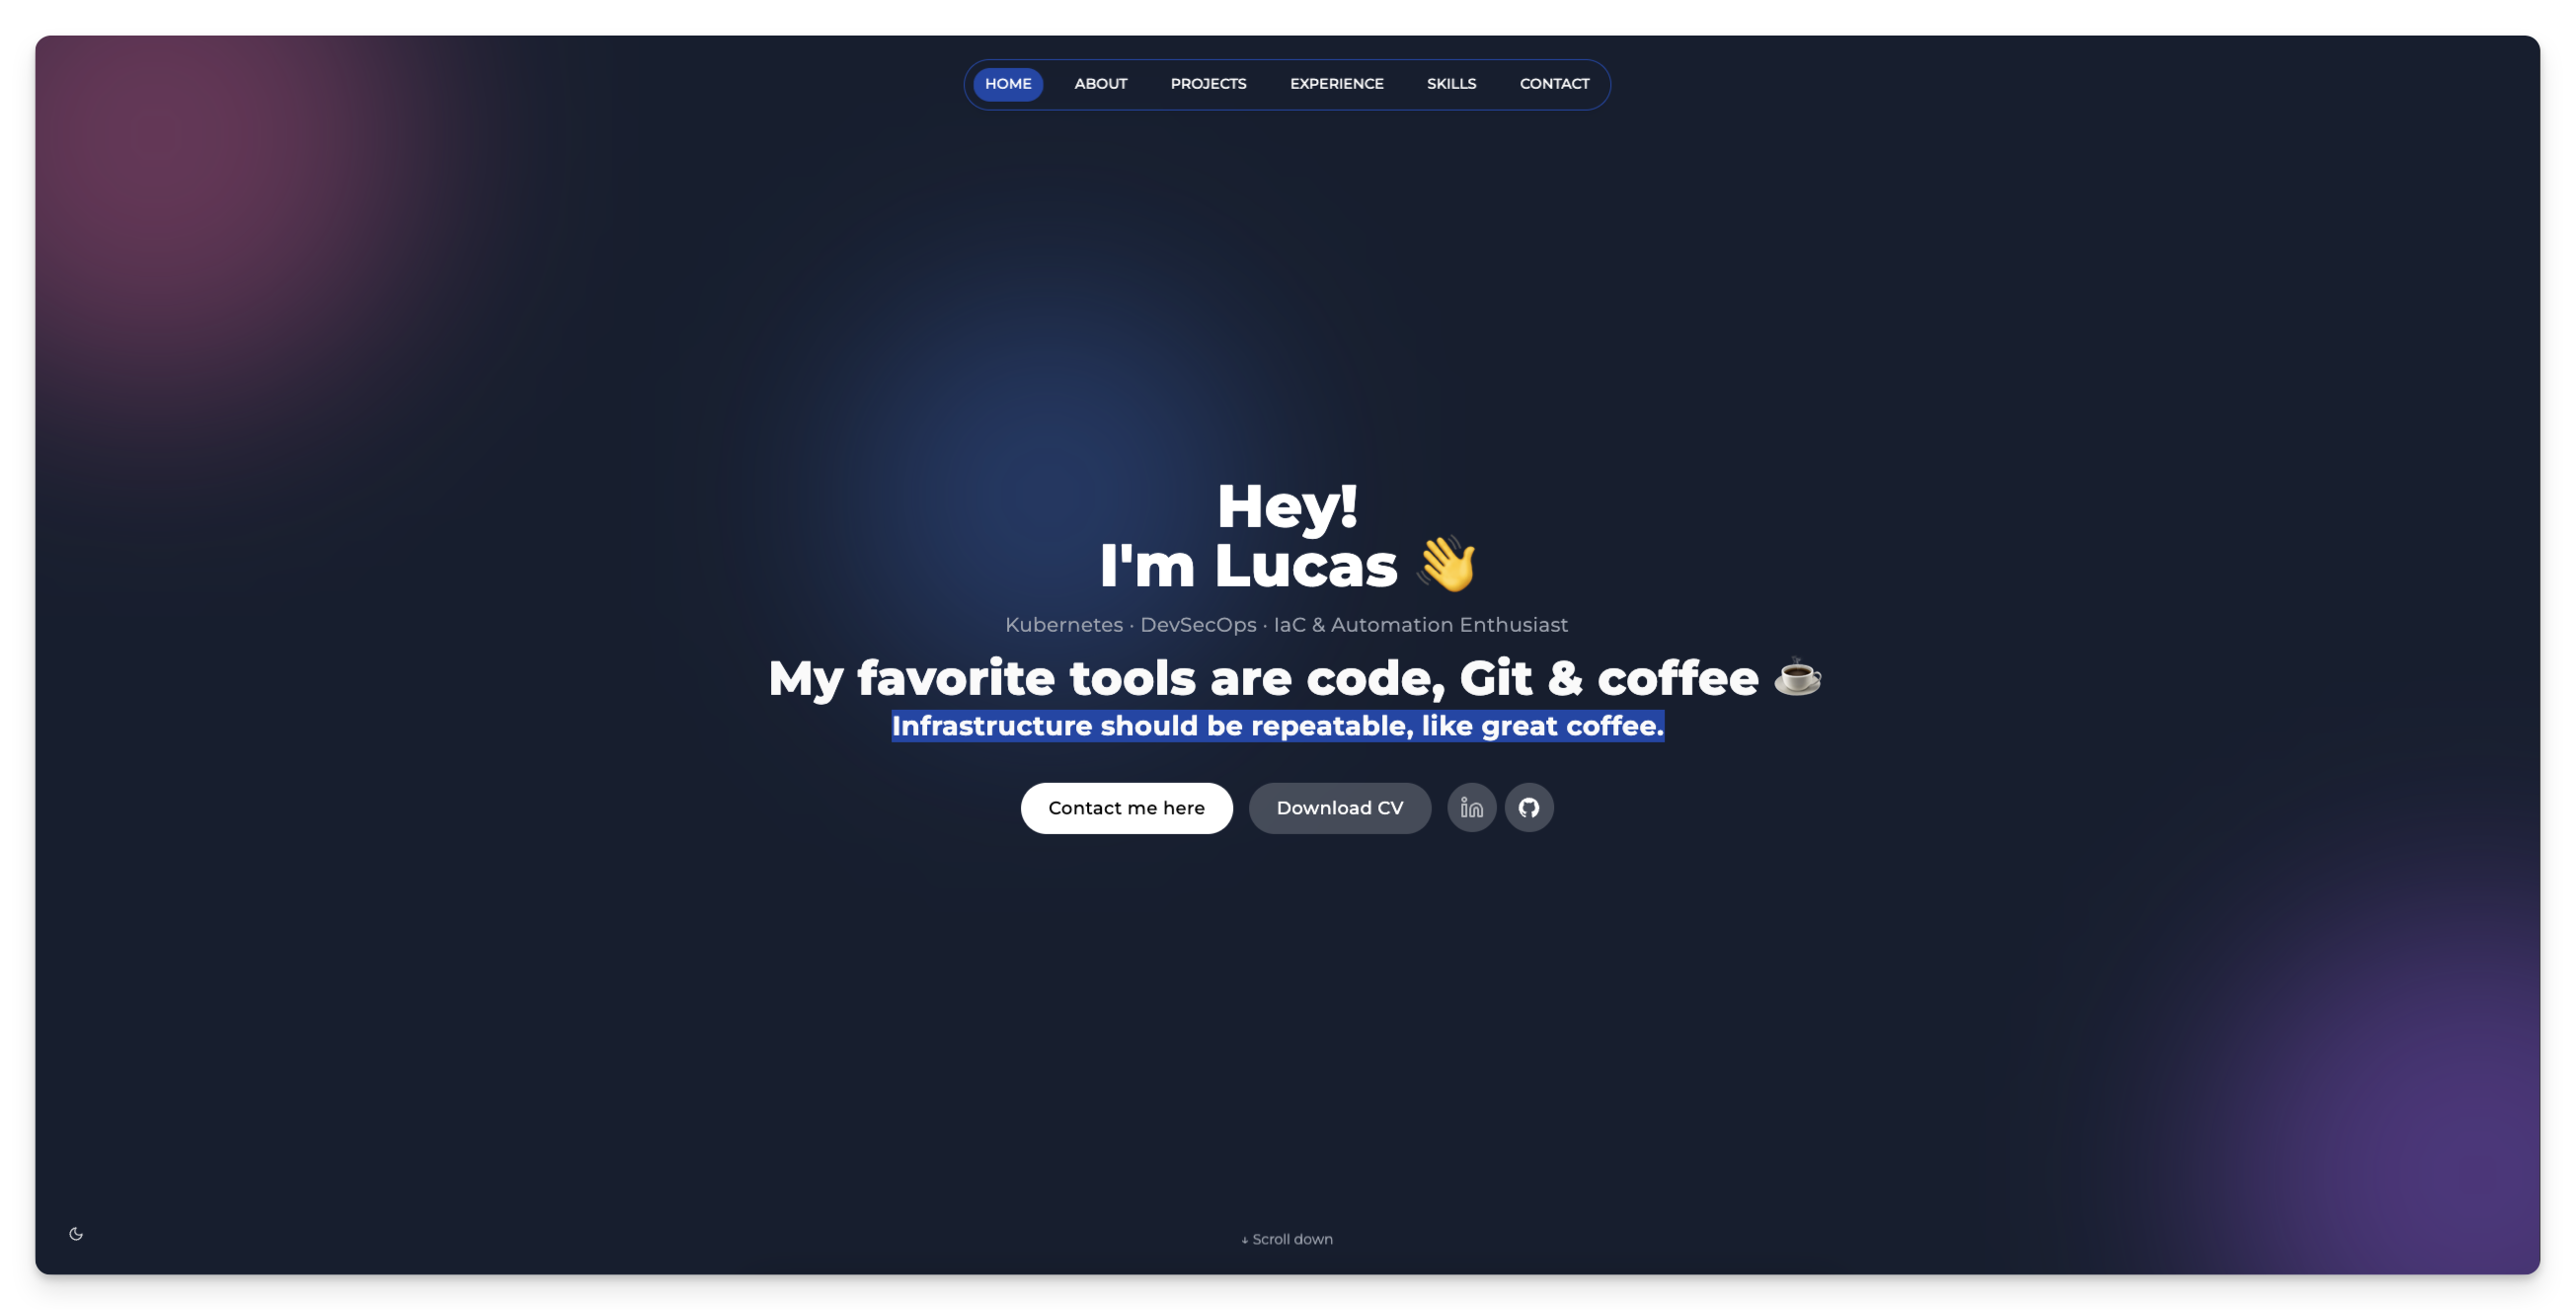 HOME ABOUT PROJECTS EXPERIENCE SKILLS CONTACT
Hey!
I'm Lucas 👋
Kubernetes · DevSecOps · IaC & Automation Enthusiast
My favorite tools are code, Git & coffee ☕
Infrastructure should be repeatable, like great coffee.
Contact me here Download CV in
↓ Scroll down